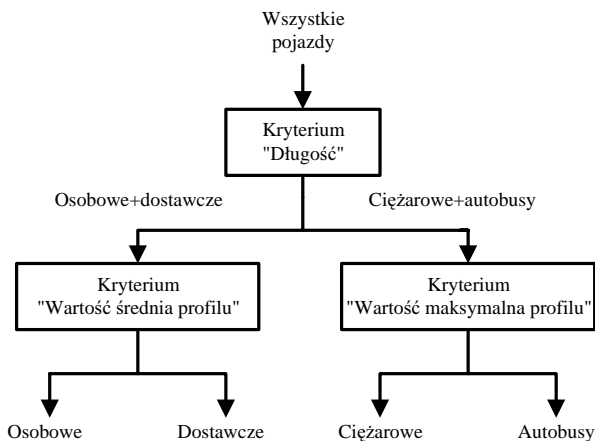 Wszystkie
pojazdy
Kryterium
"Długość"
Osobowe+dostawcze
Ciężarowe+autobusy
Kryterium
"Wartość średnia profilu"
Kryterium
"Wartość maksymalna profilu"
Osobowe
Dostawcze
Ciężarowe
Autobusy